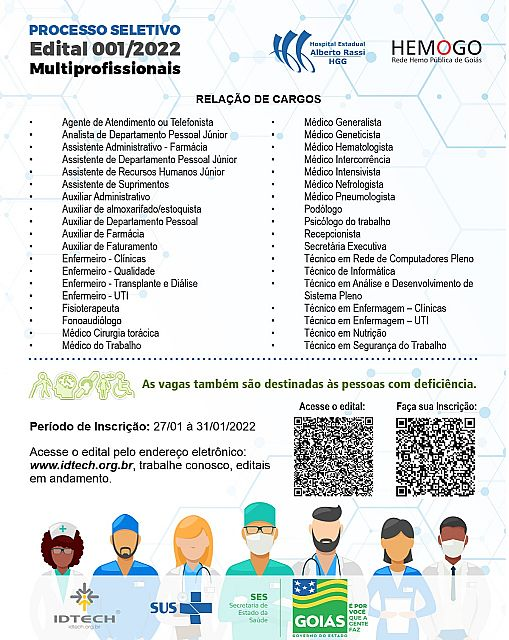 PROCESSO SELETIVO
Edital 001/2022
Multiprofissionais
Hospital Estadual
Alberto Rassi
HGG
HEMOGO
Rede Hemo Pública de Goiás
RELAÇÃO DE CARGOS
• Agente de Atendimento ou Telefonista
• Analista de Departamento Pessoal Júnior
• Assistente Administrativo - Farmácia
• Assistente de Departamento Pessoal Júnior
• Assistente de Recursos Humanos Júnior
• Assistente de Suprimentos
• Auxiliar Administrativo
• Auxiliar de almoxarifado/estoquista
• Auxiliar de Departamento Pessoal
• Auxiliar de Farmácia
• Auxiliar de Faturamento
• Enfermeiro - Clínicas
• Enfermeiro - Qualidade
• Enfermeiro - Transplante e Diálise
• Enfermeiro - UTI
• Fisioterapeuta
• Fonoaudiólogo
• Médico Cirurgia torácica
• Médico do Trabalho
• Médico Generalista
• Médico Geneticista
• Médico Hematologista
• Médico Intercorrência
• Médico Intensivista
• Médico Nefrologista
• Médico Pneumologista
• Podólogo
• Psicólogo do trabalho
• Recepcionista
• Secretária Executiva
• Técnico em Rede de Computadores Pleno
• Técnico de Informática
• Técnico em Análise e Desenvolvimento de
Sistema Pleno
• Técnico em Enfermagem – Clínicas
• Técnico em Enfermagem – UTI
• Técnico em Nutrição
• Técnico em Segurança do Trabalho
As vagas também são destinadas às pessoas com deficiência.
Período de Inscrição: 27/01 à 31/01/2022
Acesse o edital pelo endereço eletrônico:
www.idtech.org.br, trabalhe conosco, editais
em andamento.
Acesse o edital:
Faça sua Inscrição:
IDTECH
idtech.org.br
SUS
SES
Secretaria de
Estado da
Saúde
GOIÁS
GOVERNO DO ESTADO
É POR
VOCÊ
QUE A
GENTE
FAZ